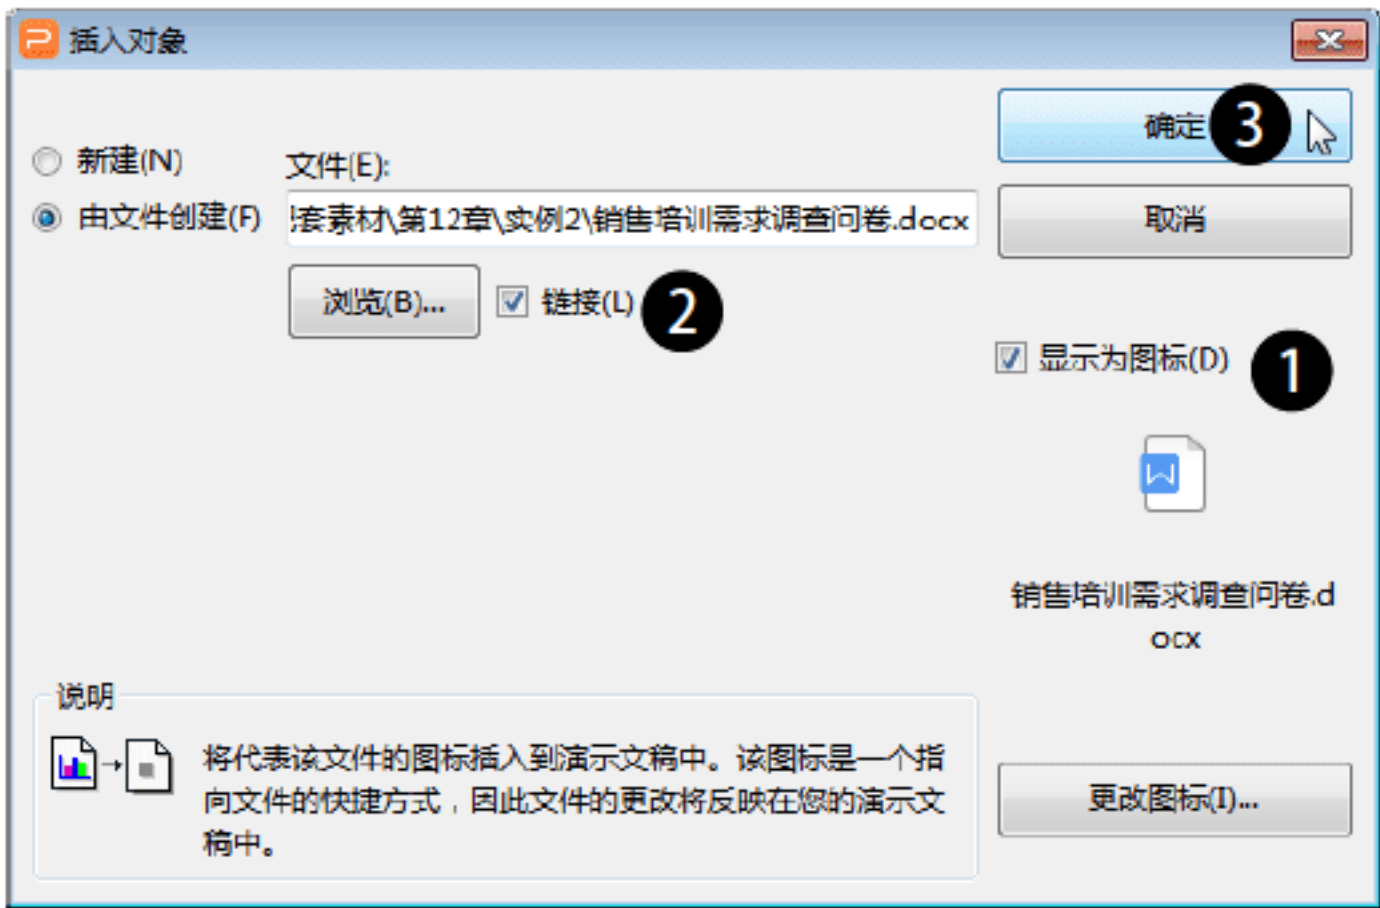 插入对象
新建(N)
由文件创建(F)
文件(E):
套素材\第12章\实例2\销售培训需求调查问卷.docx
浏览(B)...
链接(L)
2
确定
3
取消
显示为图标(D)
1
销售培训需求调查问卷.d
ocx
说明
将代表该文件的图标插入到演示文稿中。该图标是一个指
向文件的快捷方式，因此文件的更改将反映在您的演示文
稿中。
更改图标(I)...